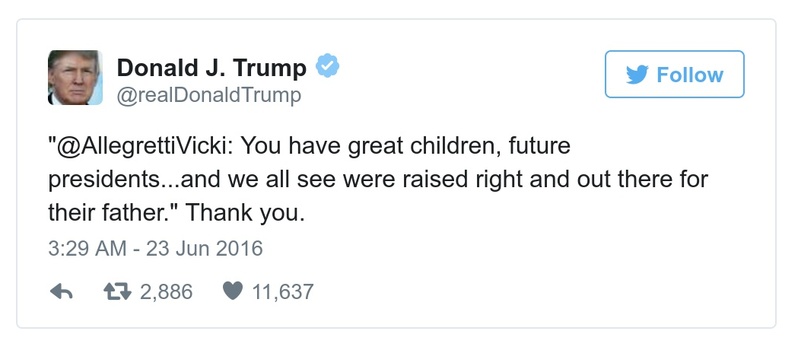 Donald J. Trump
@realDonaldTrump
Follow
"@AllegrettiVicki: You have great children, future
presidents...and we all see were raised right and out there for
their father." Thank you.
3:29 AM - 23 Jun 2016
2,886 11,637